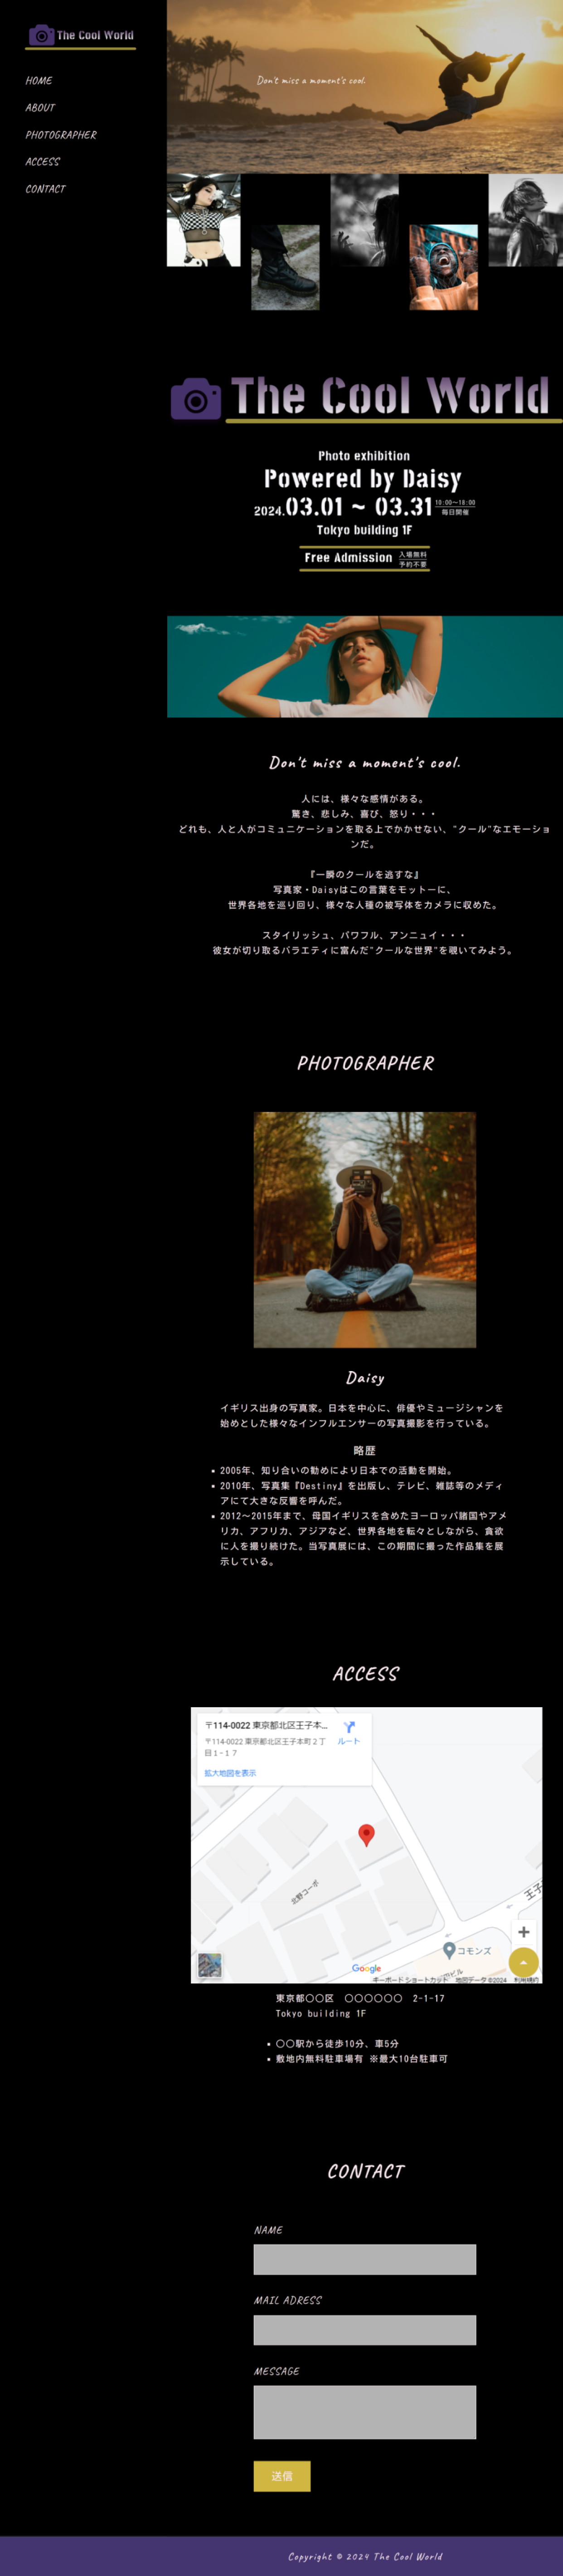 The Cool World
HOME
ABOUT
PHOTOGRAPHER
ACCESS
CONTACT
Don't miss a moment's cool.
The Cool World
Photo exhibition
Powered by Daisy
2024.03.01 ~ 03.31 10:00～18:00 毎日開催
Tokyo building 1F
Free Admission 入場無料 予約不要
Don't miss a moment's cool.
人には、様々な感情がある。
驚き、悲しみ、喜び、怒り・・・
どれも、人と人がコミュニケーションを取る上でかかせない、"クール"なエモーショ
ンだ。
『一瞬のクールを逃すな』
写真家・Daisyはこの言葉をモットーに、
世界各地を巡り回り、様々な人種の被写体をカメラに収めた。
スタイリッシュ、パワフル、アンニュイ・・・
彼女が切り取るバラエティに富んだ"クールな世界"を覗いてみよう。
PHOTOGRAPHER
Daisy
イギリス出身の写真家。日本を中心に、俳優やミュージシャンを
始めとした様々なインフルエンサーの写真撮影を行っている。
略歴
• 2005年、知り合いの勧めにより日本での活動を開始。
• 2010年、写真集『Destiny』を出版し、テレビ、雑誌等のメディ
アにて大きな反響を呼んだ。
• 2012～2015年まで、母国イギリスを含めたヨーロッパ諸国やアメ
リカ、アフリカ、アジアなど、世界各地を転々としながら、貪欲
に人を撮り続けた。当写真展には、この期間に撮った作品集を展
示している。
ACCESS
〒114-0022 東京都北区王子本...
〒114-0022 東京都北区王子本町２丁
目１−１７
ルート
拡大地図を表示
北野コーポ
王子
コモンズ
ビル
Google
キーボード ショートカット 地図データ ©2024 利用規約
東京都〇〇区　〇〇〇〇〇〇　2-1-17
Tokyo building 1F
• 〇〇駅から徒歩10分、車5分
• 敷地内無料駐車場有 ※最大10台駐車可
CONTACT
NAME
MAIL ADRESS
MESSAGE
送信
Copyright © 2024 The Cool World